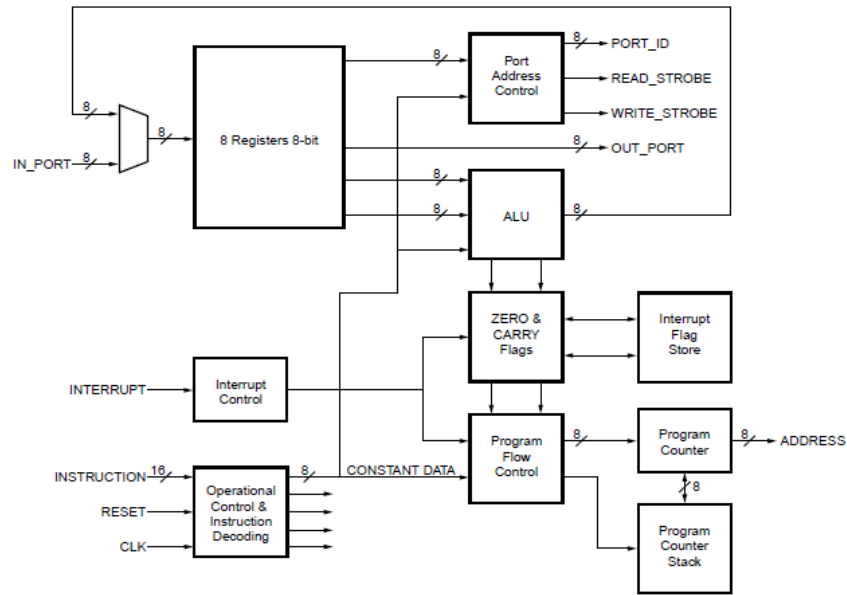 8
PORT_ID
8
Port
Address
Control
READ_STROBE
8
WRITE_STROBE
8
8 Registers 8-bit
IN_PORT
8
8
OUT_PORT
8
8
ALU
8
ZERO &
CARRY
Flags
Interrupt
Flag
Store
INTERRUPT
Interrupt
Control
Program
Flow
Control
8
Program
Counter
8
ADDRESS
INSTRUCTION
16
8
CONSTANT DATA
Operational
Control &
Instruction
Decoding
8
RESET
CLK
Program
Counter
Stack